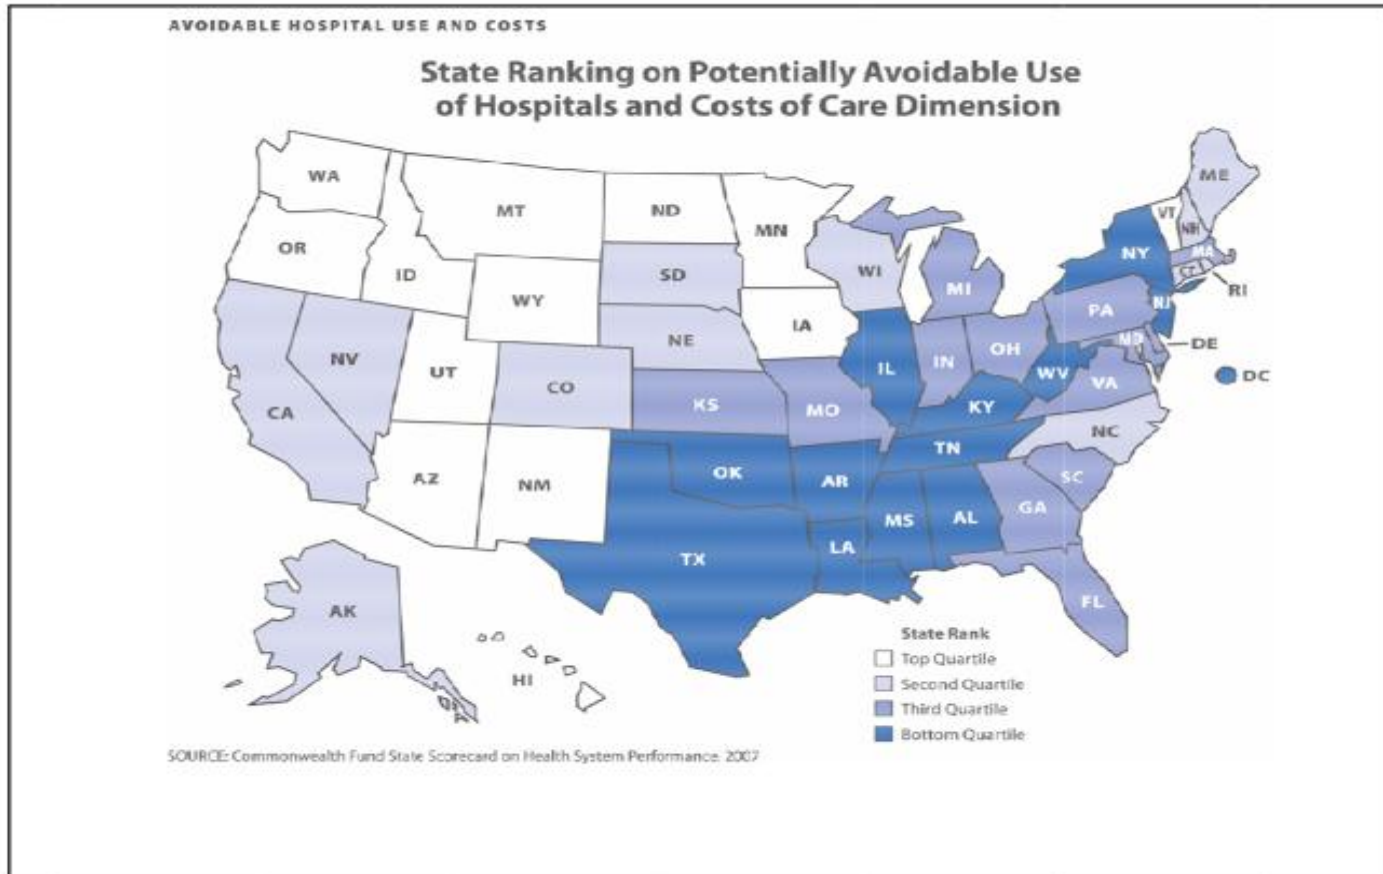 AVOIDABLE HOSPITAL USE AND COSTS
State Ranking on Potentially Avoidable Use
of Hospitals and Costs of Care Dimension
WA
MT
ND
MN
OR
ID
WY
SD
WI
MI
ME
VT
NH
NY
MA
CT
RI
PA
NJ
IA
NE
NV
UT
CO
CA
KS
MO
IL
IN
OH
WV
VA
MD
DE
DC
KY
NC
TN
AZ
NM
OK
AR
SC
GA
MS
AL
LA
TX
FL
AK
HI
State Rank
Top Quartile
Second Quartile
Third Quartile
Bottom Quartile
SOURCE: Commonwealth Fund State Scorecard on Health System Performance, 2007